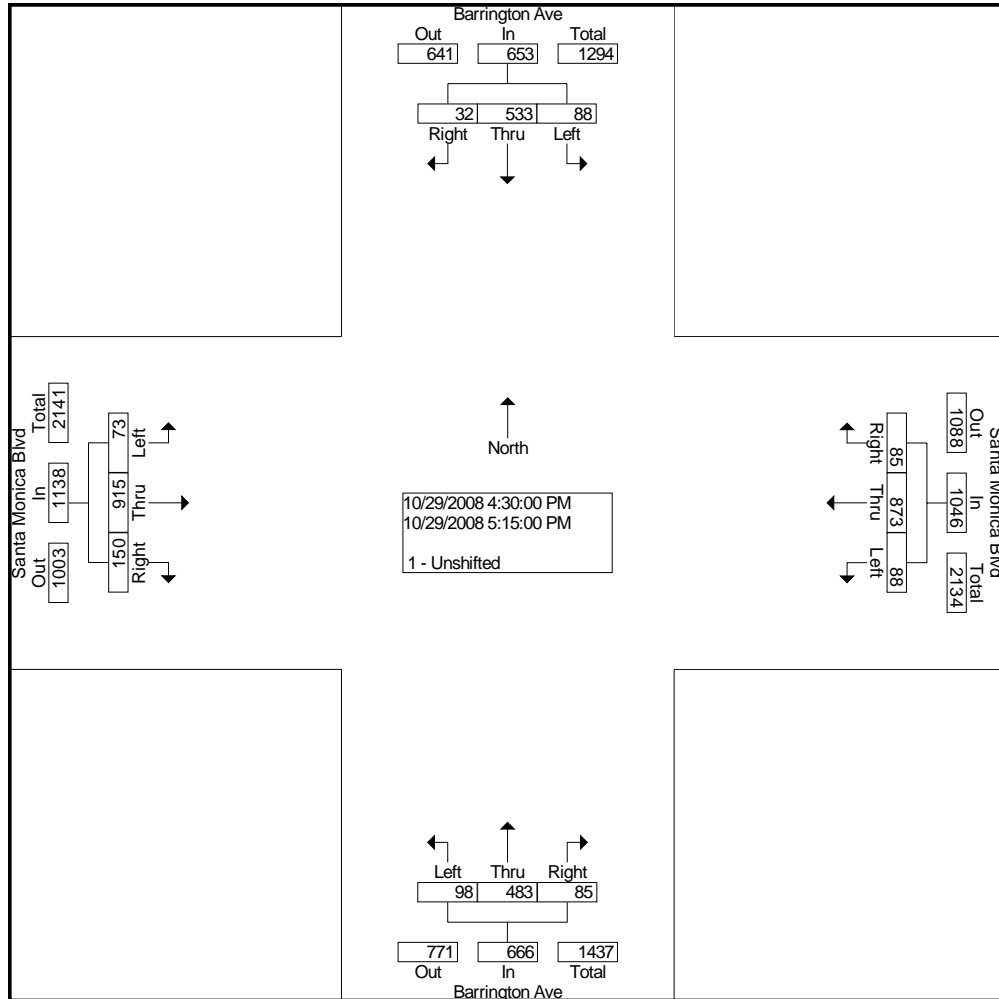 Barrington Ave
Out In Total
641 653 1294
32 533 88
Right Thru Left
Santa Monica Blvd
Total In Out
2141 1138 1003
73 915 150
Left Thru Right
North
10/29/2008 4:30:00 PM
10/29/2008 5:15:00 PM
1 - Unshifted
Right Thru Left
85 873 88
1088 1046 2134
Out In Total
Santa Monica Blvd
Left Thru Right
98 483 85
771 666 1437
Out In Total
Barrington Ave